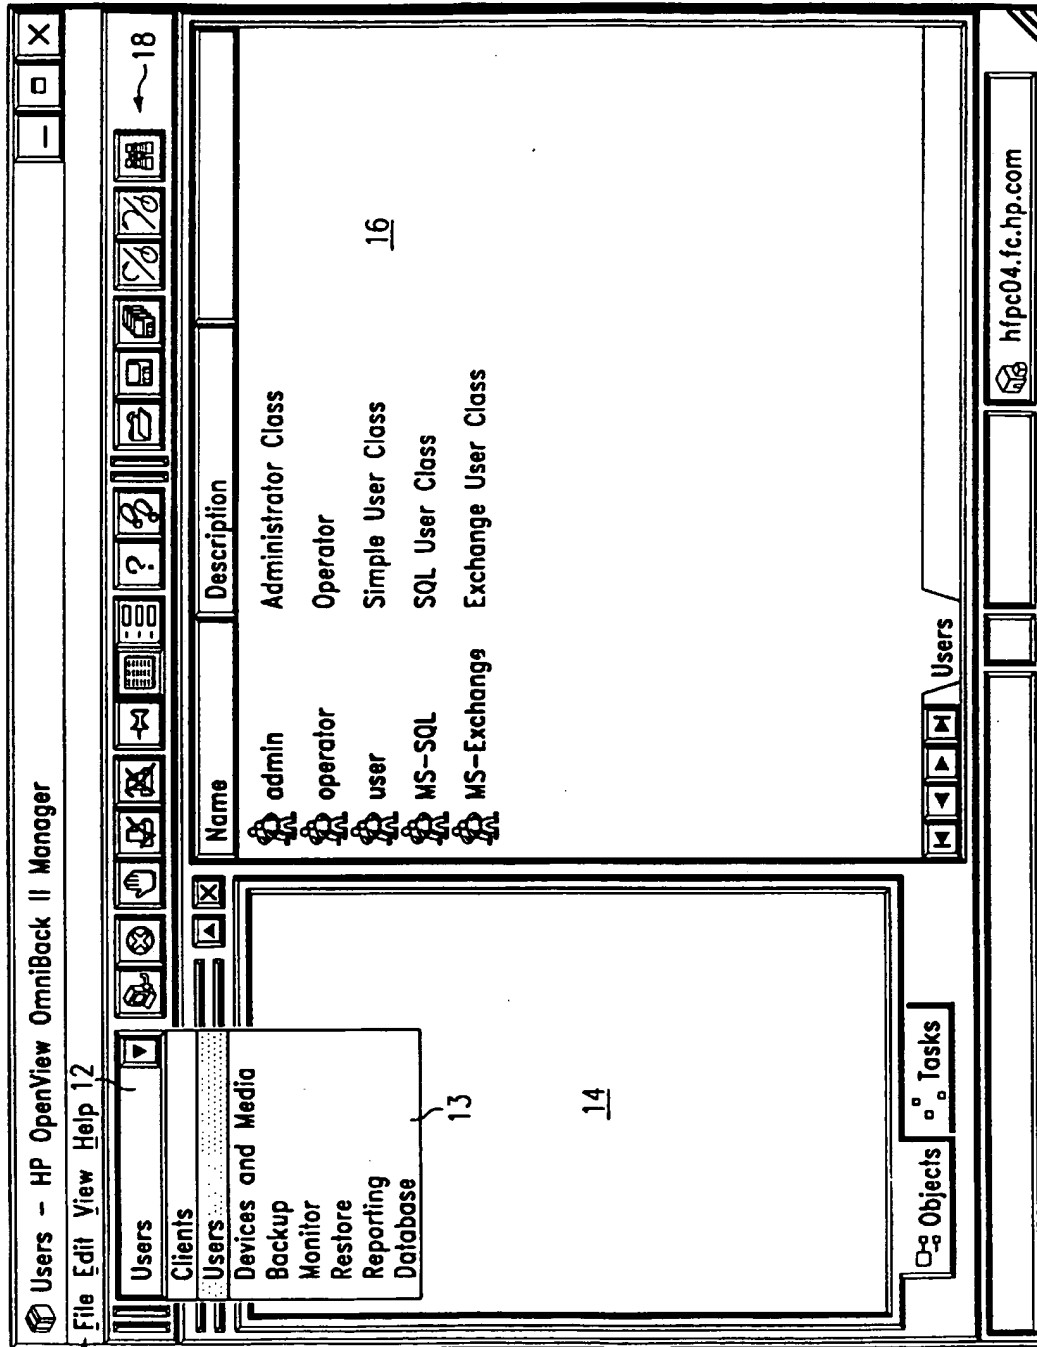 Users – HP OpenView OmniBack II Manager
File Edit View Help 12
Users
18
Clients
Users
Devices and Media
Backup
Monitor
Restore
Reporting
Database
13
14
Objects
Tasks
Name Description
admin Administrator Class
operator Operator
user Simple User Class
MS-SQL SQL User Class
MS-Exchange Exchange User Class
16
Users
hfpc04.fc.hp.com